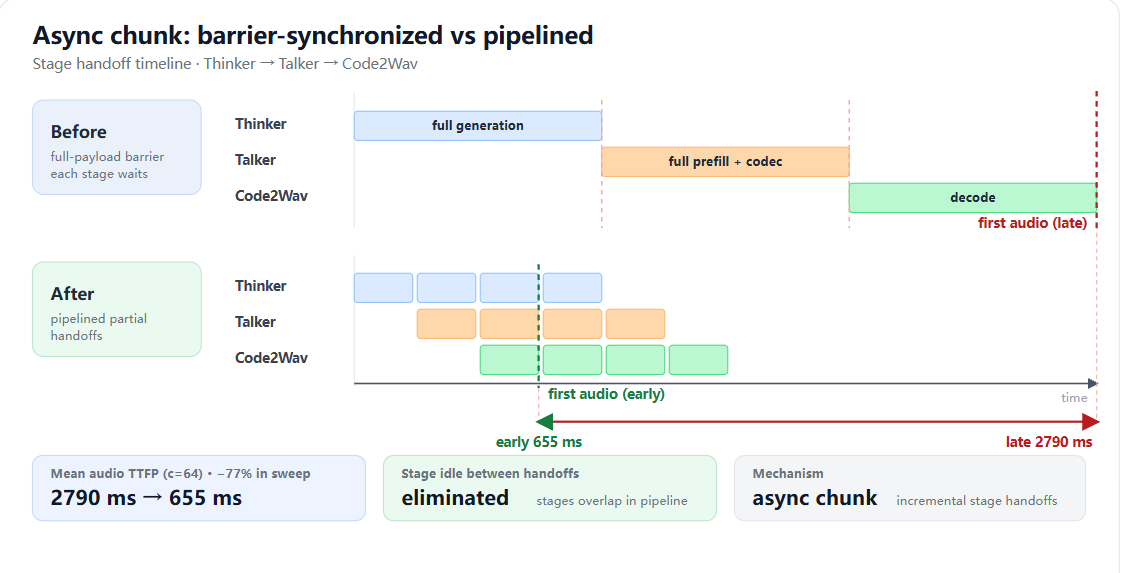 Async chunk: barrier-synchronized vs pipelined
Stage handoff timeline · Thinker → Talker → Code2Wav
Before
full-payload barrier
each stage waits
Thinker
full generation
Talker
full prefill + codec
Code2Wav
decode
first audio (late)
After
pipelined partial
handoffs
Thinker
Talker
Code2Wav
first audio (early)
time
early 655 ms
late 2790 ms
Mean audio TTFP (c=64) • −77% in sweep
2790 ms → 655 ms
Stage idle between handoffs
eliminated stages overlap in pipeline
Mechanism
async chunk incremental stage handoffs